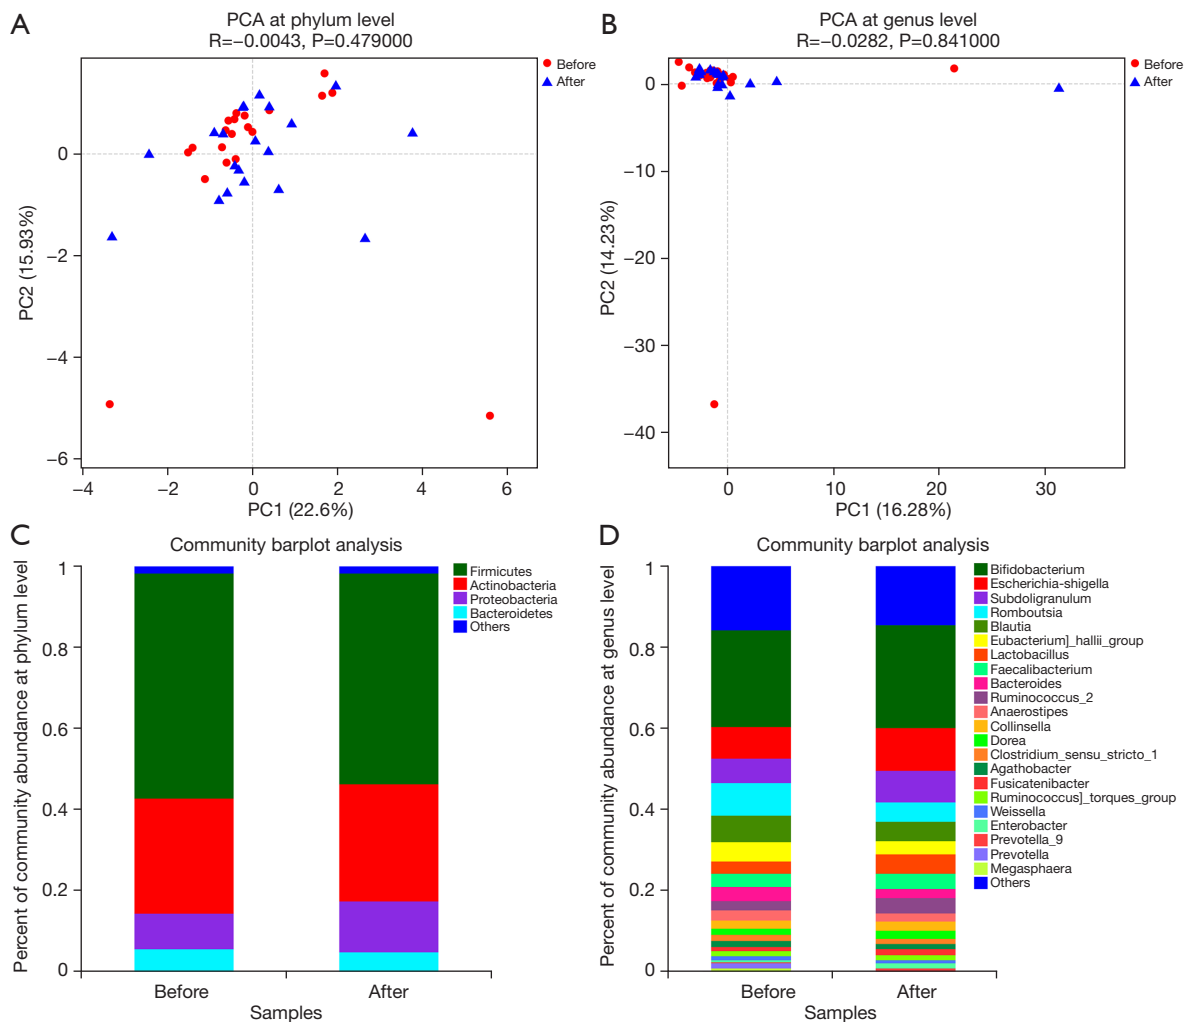 A
PCA at phylum level
R=−0.0043, P=0.479000
Before
After
0
−2
−4
−6
PC2 (15.93%)
−4
−2
0
2
4
6
PC1 (22.6%)
B
PCA at genus level
R=−0.0282, P=0.841000
Before
After
0
−10
−20
−30
−40
PC2 (14.23%)
0
10
20
30
PC1 (16.28%)
C
Community barplot analysis
Percent of community abundance at phylum level
1
0.8
0.6
0.4
0.2
0
Before
After
Samples
Firmicutes
Actinobacteria
Proteobacteria
Bacteroidetes
Others
D
Community barplot analysis
Percent of community abundance at genus level
1
0.8
0.6
0.4
0.2
0
Before
After
Samples
Bifidobacterium
Escherichia-shigella
Subdoligranulum
Romboutsia
Blautia
Eubacterium]_hallii_group
Lactobacillus
Faecalibacterium
Bacteroides
Ruminococcus_2
Anaerostipes
Collinsella
Dorea
Clostridium_sensu_stricto_1
Agathobacter
Fusicatenibacter
Ruminococcus]_torques_group
Weissella
Enterobacter
Prevotella_9
Prevotella
Megasphaera
Others